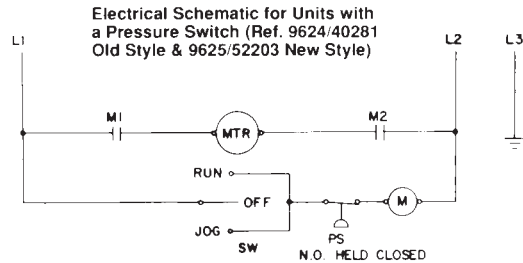 Electrical Schematic for Units with
a Pressure Switch (Ref. 9624/40281
Old Style & 9625/52203 New Style)
L1
L2
L3
M1
MTR
M2
RUN
OFF
M
JOG
SW
PS
N.O. HELD CLOSED